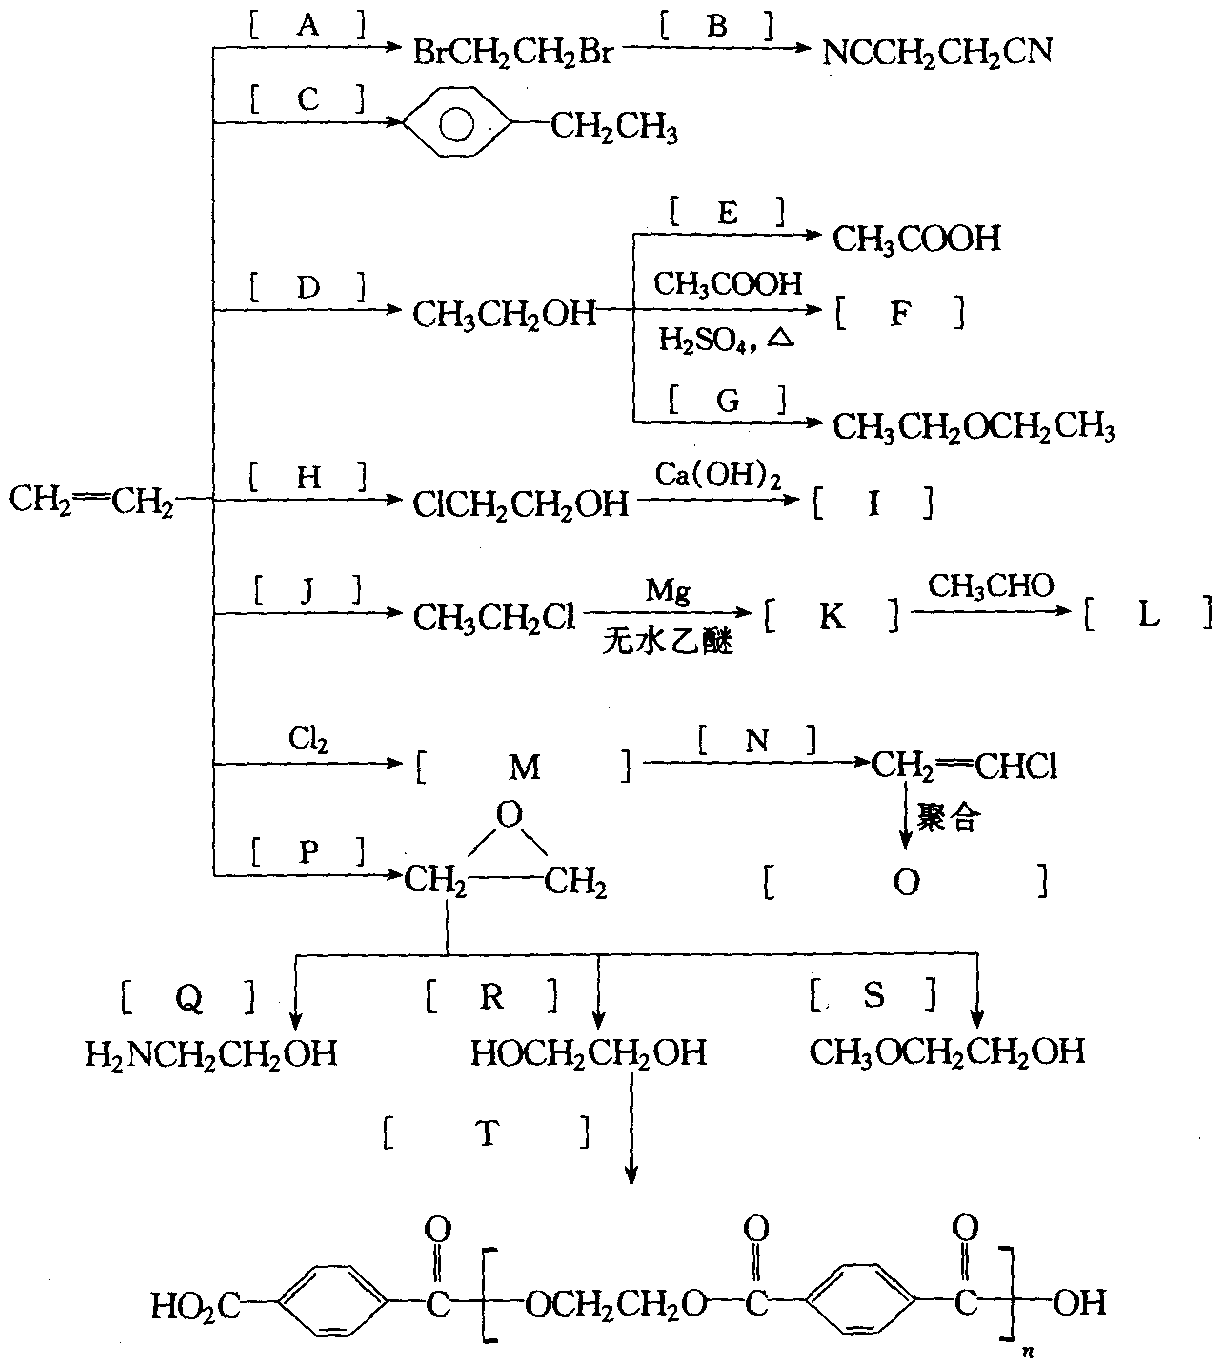 [ A ] BrCH₂CH₂Br [ B ] NCCH₂CH₂CN
[ C ] CH₂CH₃
[ E ] CH₃COOH
[ D ] CH₃CH₂OH CH₃COOH H₂SO₄, △ [ F ]
[ G ] CH₃CH₂OCH₂CH₃
CH₂=CH₂ [ H ] ClCH₂CH₂OH Ca(OH)₂ [ I ]
[ J ] CH₃CH₂Cl Mg 无水乙醚 [ K ] CH₃CHO [ L ]
Cl₂ [ M ] [ N ] CH₂=CHCl
聚合
O
[ P ] CH₂ CH₂ [ O ]
[ Q ] [ R ] [ S ]
H₂NCH₂CH₂OH HOCH₂CH₂OH CH₃OCH₂CH₂OH
[ T ]
O O O
HO₂C C [ OCH₂CH₂O C C ] OH
n